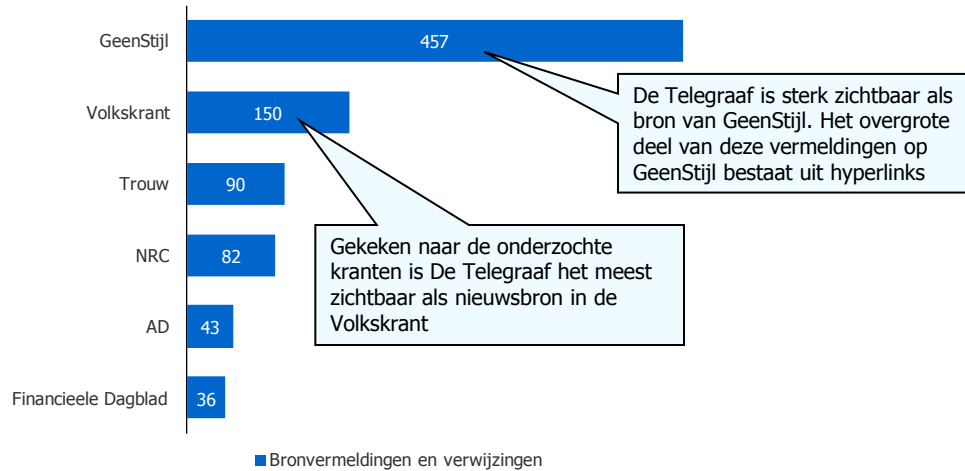 GeenStijl
457
De Telegraaf is sterk zichtbaar als
bron van GeenStijl. Het overgrote
deel van deze vermeldingen op
GeenStijl bestaat uit hyperlinks
Volkskrant
150
Trouw
90
Gekeken naar de onderzochte
kranten is De Telegraaf het meest
zichtbaar als nieuwsbron in de
Volkskrant
NRC
82
AD
43
Financieele Dagblad
36
Bronvermeldingen en verwijzingen